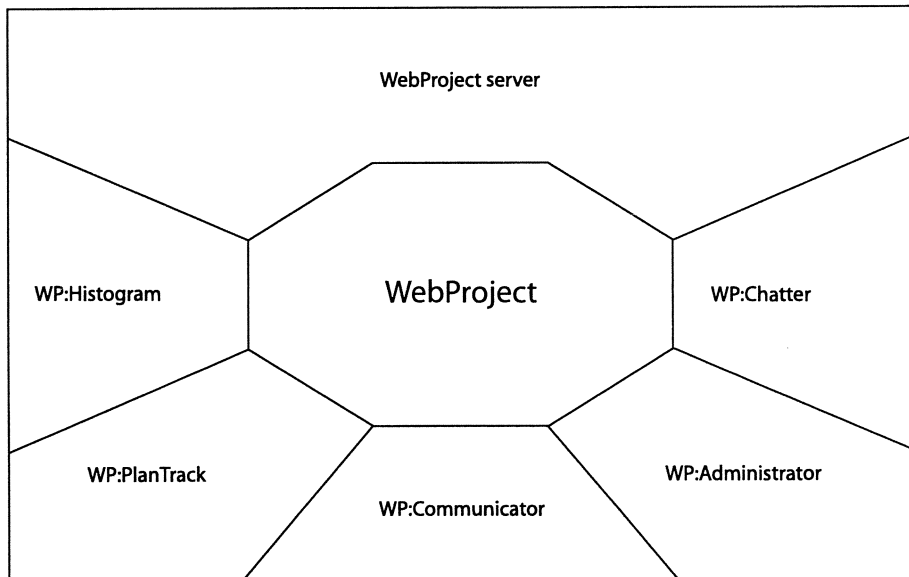 WebProject server
WP:Histogram
WebProject
WP:Chatter
WP:PlanTrack
WP:Communicator
WP:Administrator